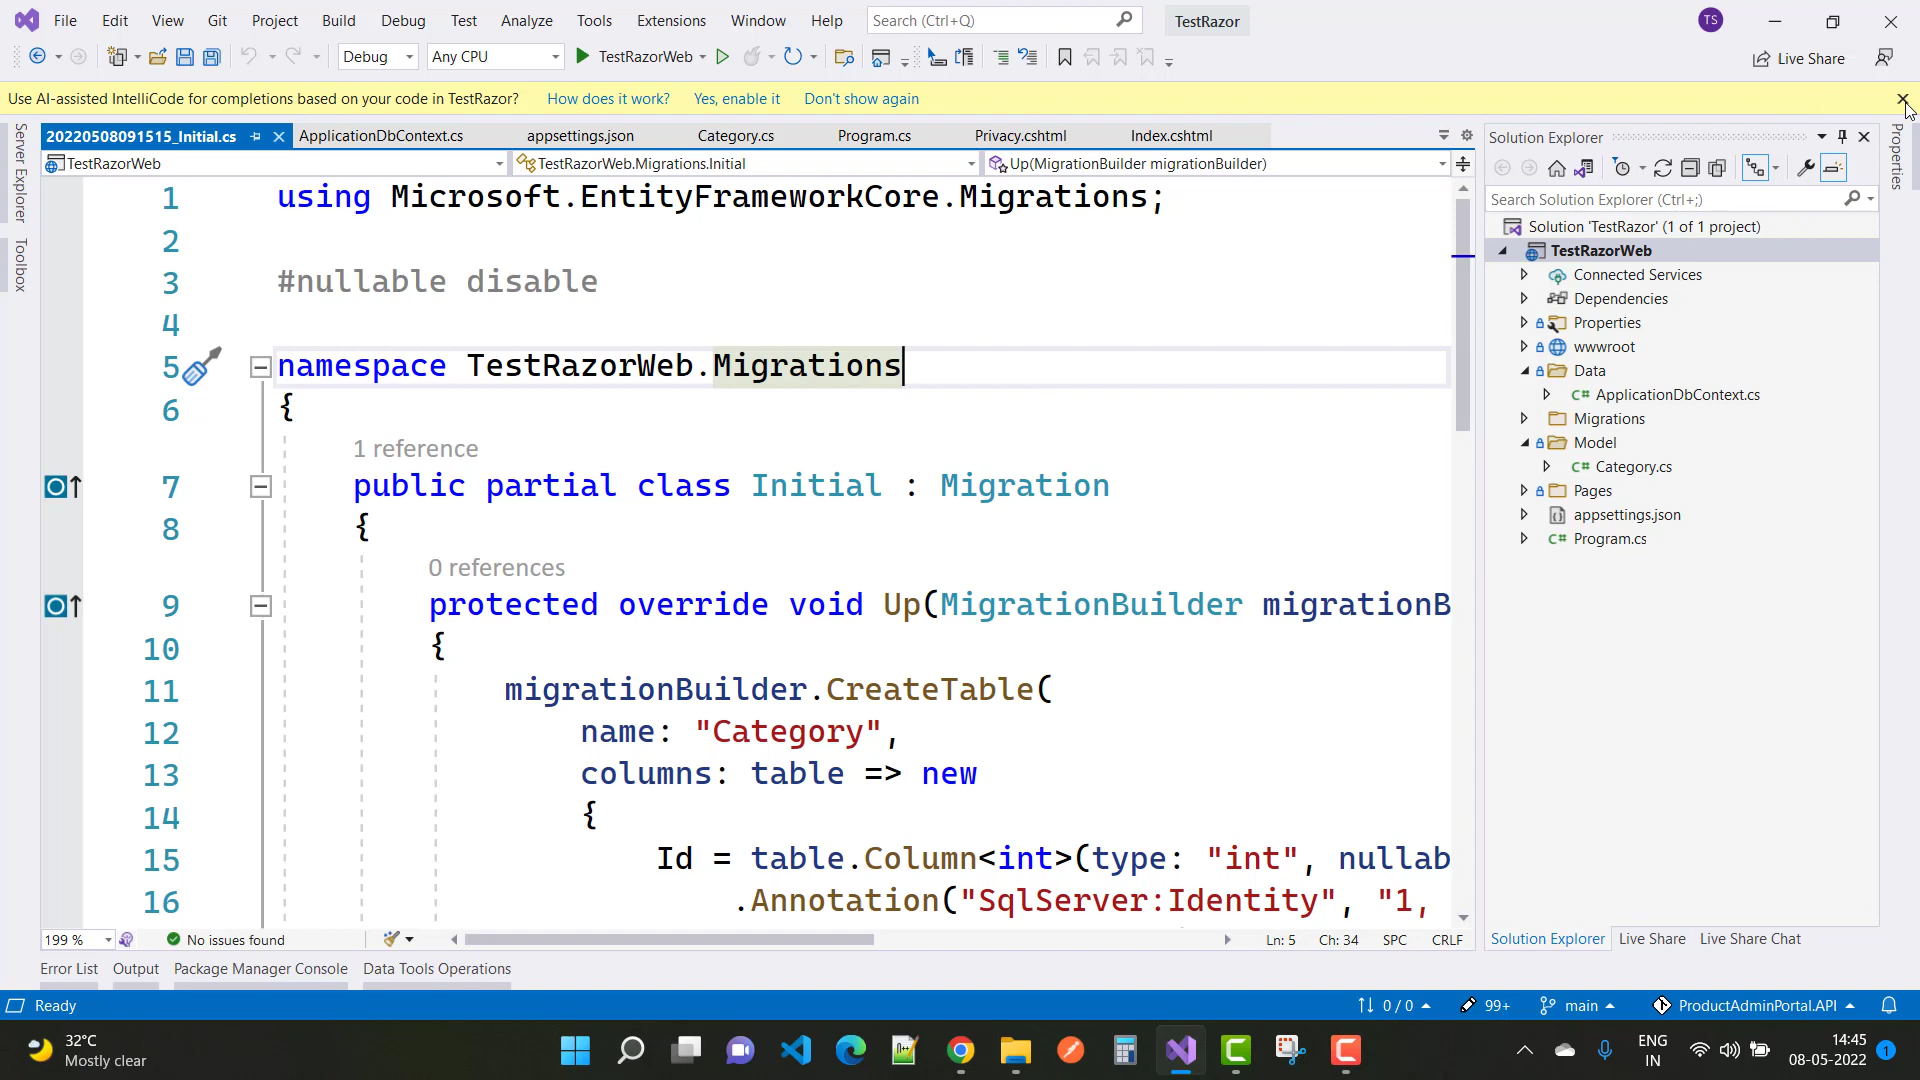 File Edit View Git Project Build Debug Test Analyze Tools Extensions Window Help Search (Ctrl+Q) TestRazor TS
Debug Any CPU TestRazorWeb Live Share
Use AI-assisted IntelliCode for completions based on your code in TestRazor? How does it work? Yes, enable it Don't show again
Server Explorer
Toolbox
20220508091515_Initial.cs ApplicationDbContext.cs appsettings.json Category.cs Program.cs Privacy.cshtml Index.cshtml
TestRazorWeb TestRazorWeb.Migrations.Initial Up(MigrationBuilder migrationBuilder)
1 using Microsoft.EntityFrameworkCore.Migrations;
2
3 #nullable disable
4
5 namespace TestRazorWeb.Migrations
6 {
1 reference
7 public partial class Initial : Migration
8 {
0 references
9 protected override void Up(MigrationBuilder migrationB
10 {
11 migrationBuilder.CreateTable(
12 name: "Category",
13 columns: table => new
14 {
15 Id = table.Column<int>(type: "int", nullab
16 .Annotation("SqlServer:Identity", "1,
199 % No issues found Ln: 5 Ch: 34 SPC CRLF
Solution Explorer
Search Solution Explorer (Ctrl+;)
Solution 'TestRazor' (1 of 1 project)
TestRazorWeb
Connected Services
Dependencies
Properties
wwwroot
Data
C# ApplicationDbContext.cs
Migrations
Model
C# Category.cs
Pages
appsettings.json
C# Program.cs
Solution Explorer Live Share Live Share Chat
Properties
Error List Output Package Manager Console Data Tools Operations
Ready 0 / 0 99+ main ProductAdminPortal.API
32°C
Mostly clear
ENG
IN
14:45
08-05-2022
1